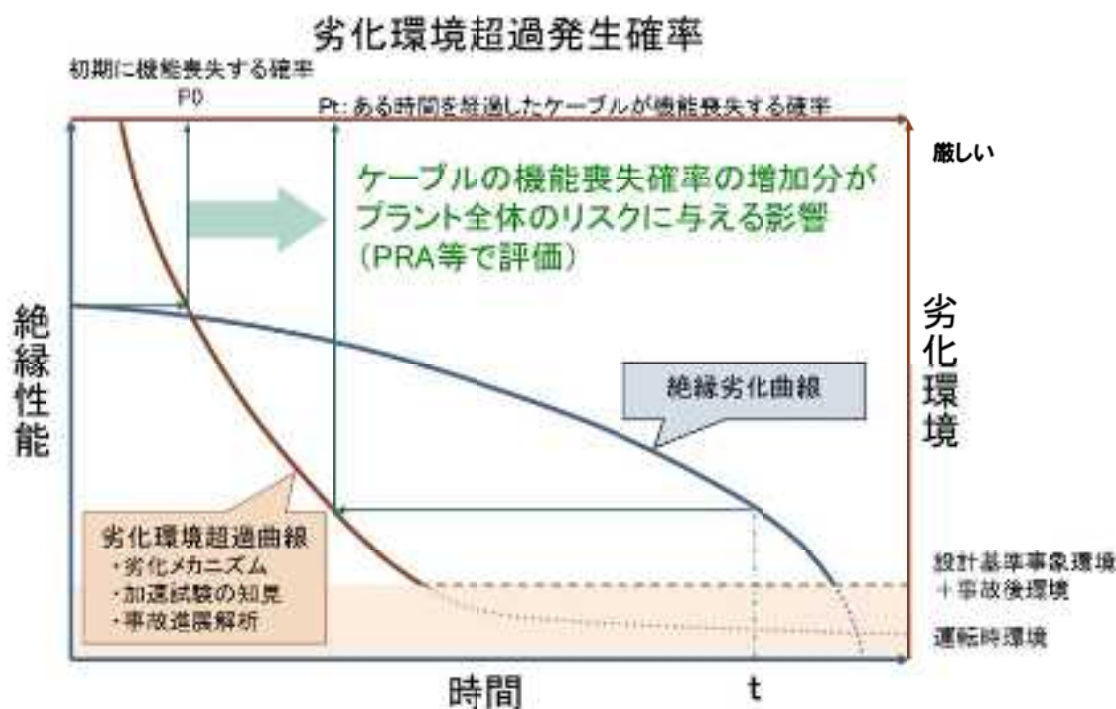 劣化環境超過発生確率
初期に機能喪失する確率
P0
Pt:ある時間を経過したケーブルが機能喪失する確率
厳しい
ケーブルの機能喪失確率の増加分が
プラント全体のリスクに与える影響
(PRA等で評価)
絶縁性能
劣化環境
絶縁劣化曲線
劣化環境超過曲線
・劣化メカニズム
・加速試験の知見
・事故進展解析
設計基準事象環境
+事故後環境
運転時環境
時間
t